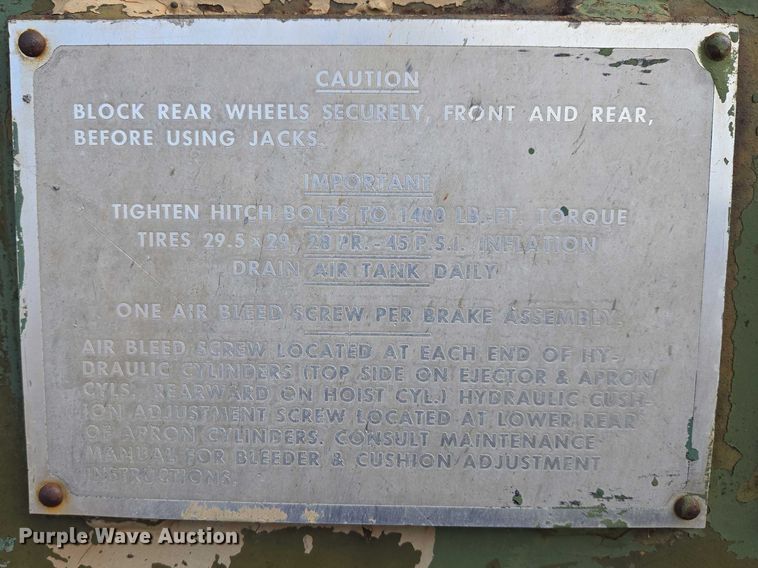 CAUTION
BLOCK REAR WHEELS SECURELY, FRONT AND REAR,
BEFORE USING JACKS.
IMPORTANT
TIGHTEN HITCH BOLTS TO 1400 LB.-FT. TORQUE
TIRES 29.5 x 29, 28 P.R. - 45 P.S.I. INFLATION
DRAIN AIR TANK DAILY
ONE AIR BLEED SCREW PER BRAKE ASSEMBLY.
AIR BLEED SCREW LOCATED AT EACH END OF HY-
DRAULIC CYLINDERS (TOP SIDE ON EJECTOR & APRON
CYLS. REARWARD ON HOIST CYL.) HYDRAULIC CUSH-
ION ADJUSTMENT SCREW LOCATED AT LOWER REAR
OF APRON CYLINDERS. CONSULT MAINTENANCE
MANUAL FOR BLEEDER & CUSHION ADJUSTMENT
INSTRUCTIONS.
Purple Wave Auction